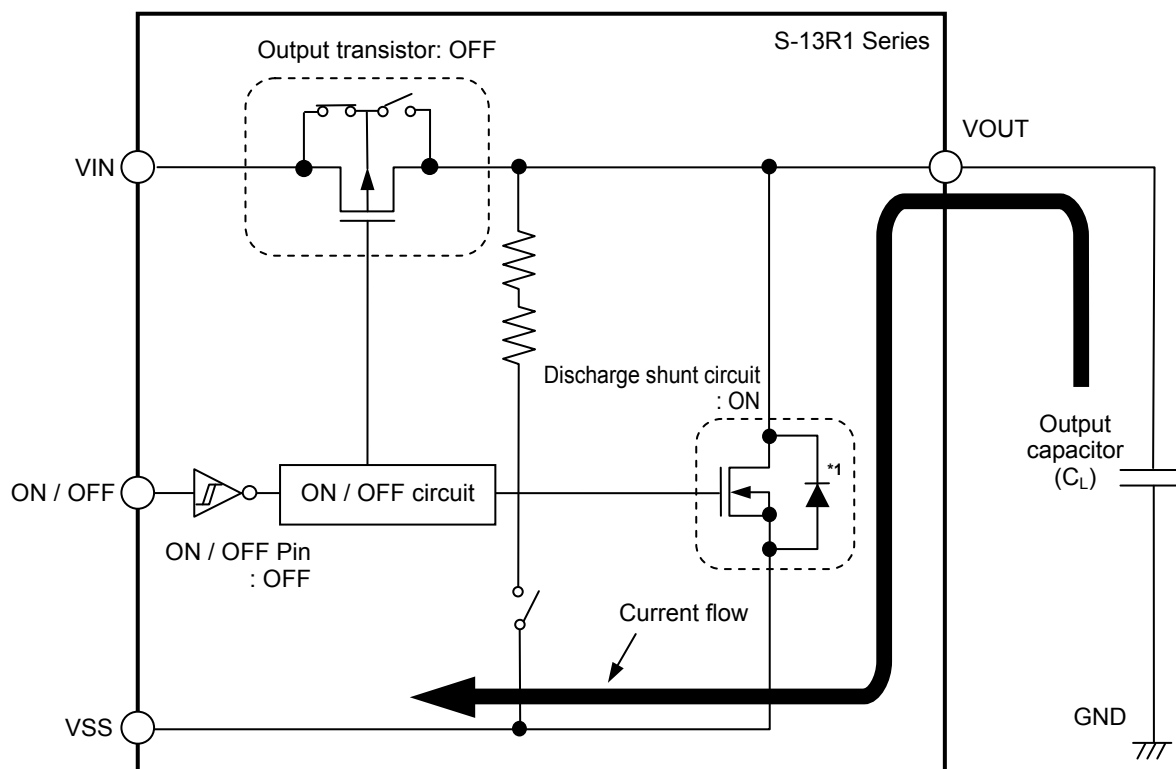 S-13R1 Series
Output transistor: OFF
VOUT
VIN
Discharge shunt circuit
: ON
*1
Output
capacitor
(CL)
ON / OFF
ON / OFF circuit
ON / OFF Pin
: OFF
Current flow
GND
VSS